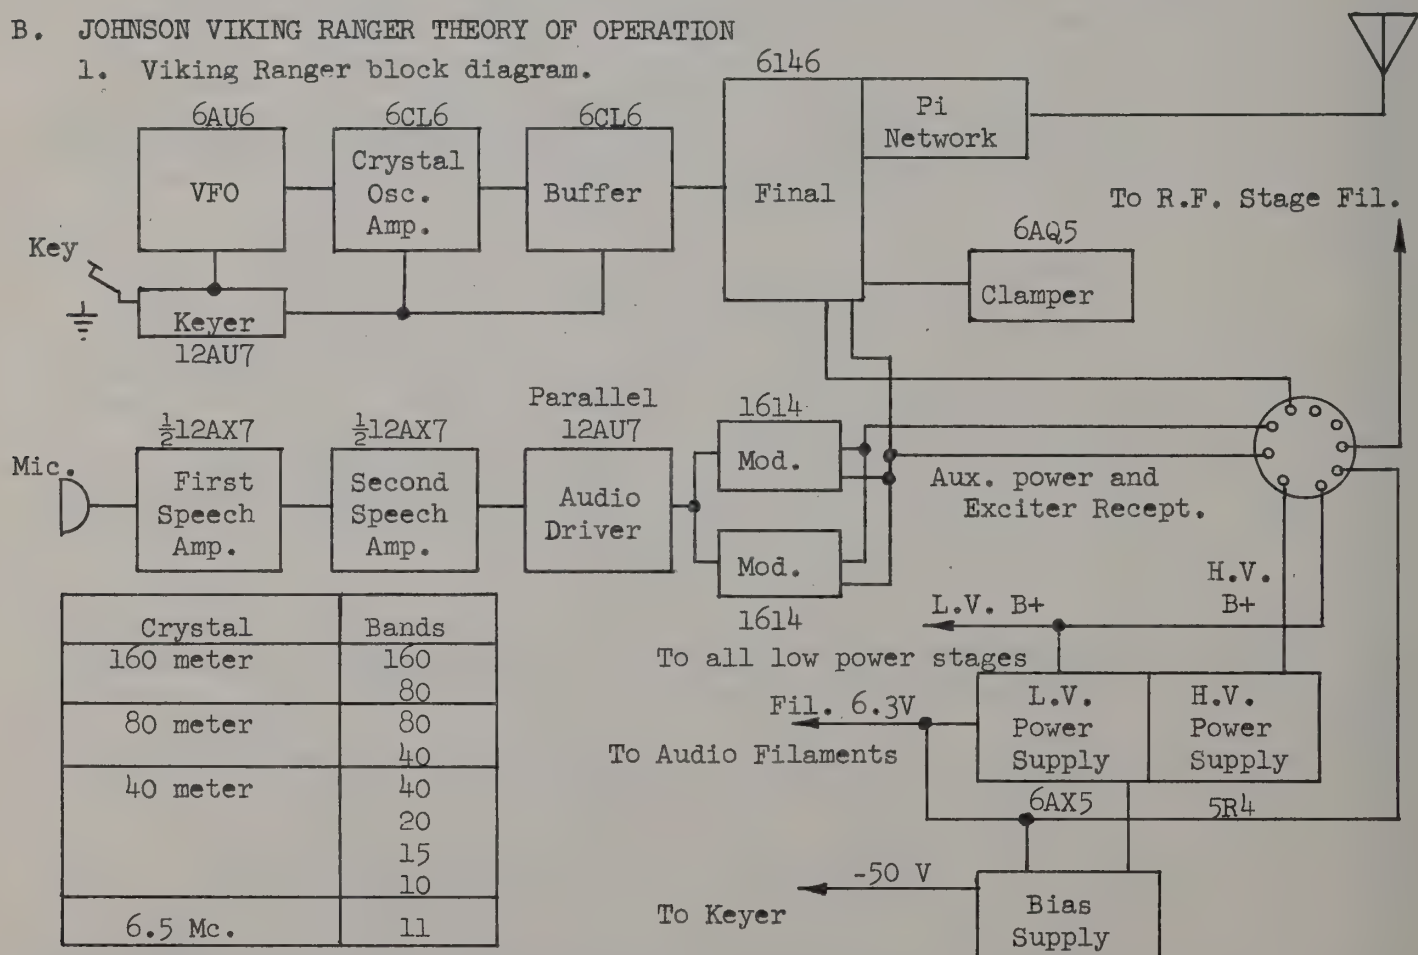 B. JOHNSON VIKING RANGER THEORY OF OPERATION
1. Viking Ranger block diagram.
6146
6AU6
6CL6
6CL6
VFO
Crystal
Osc.
Amp.
Buffer
Final
Pi
Network
To R.F. Stage Fil.
Key
Keyer
12AU7
6AQ5
Clamper
Mic.
½12AX7
First
Speech
Amp.
½12AX7
Second
Speech
Amp.
Parallel
12AU7
Audio
Driver
1614
Mod.
Mod.
1614
Aux. power and
Exciter Recept.
H.V.
B+
L.V. B+
To all low power stages
Fil. 6.3V
To Audio Filaments
L.V.
Power
Supply
H.V.
Power
Supply
6AX5
5R4
-50 V
To Keyer
Bias
Supply
Crystal Bands
160 meter 160
80
80 meter 80
40
40 meter 40
20
15
10
6.5 Mc. 11